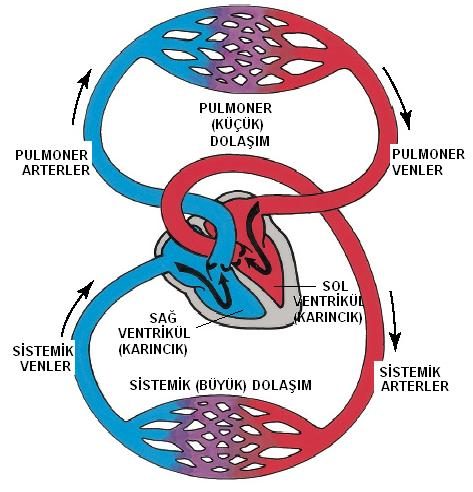 PULMONER
(KÜÇÜK)
DOLAŞIM
PULMONER
ARTERLER
PULMONER
VENLER
SOL
VENTRİKÜL
(KARINCIK)
SAĞ
VENTRİKÜL
(KARINCIK)
SİSTEMİK
VENLER
SİSTEMİK
ARTERLER
SİSTEMİK (BÜYÜK) DOLAŞIM